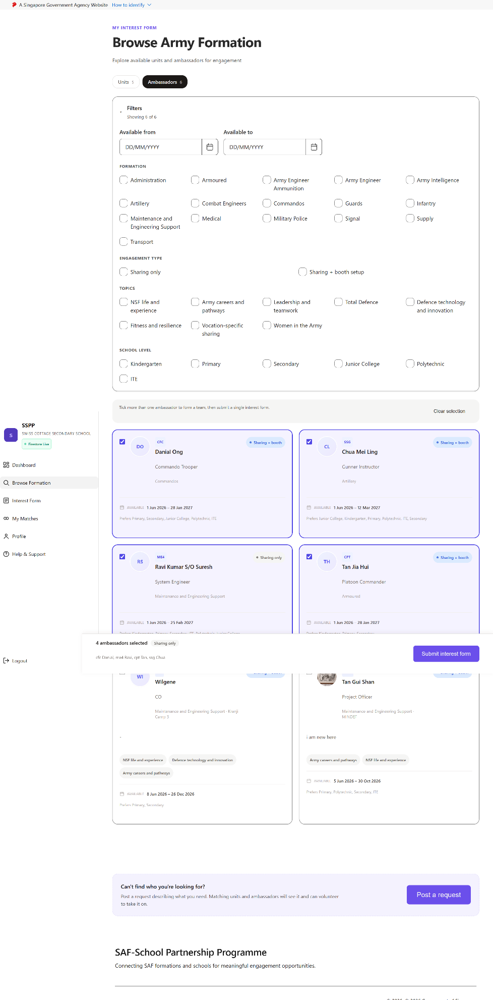 A Singapore Government Agency Website How to identify
MY INTEREST FORM
Browse Army Formation
Explore available units and ambassadors for engagement
Units 5
Ambassadors 6
Filters
Showing 6 of 6
Available from
Available to
DD/MM/YYYY
DD/MM/YYYY
FORMATION
Administration
Armoured
Army Engineer
Ammunition
Army Engineer
Army Intelligence
Artillery
Combat Engineers
Commandos
Guards
Infantry
Maintenance and
Engineering Support
Medical
Military Police
Signal
Supply
Transport
ENGAGEMENT TYPE
Sharing only
Sharing + booth setup
TOPICS
NSF life and
experience
Army careers and
pathways
Leadership and
teamwork
Total Defence
Defence technology
and innovation
Fitness and resilience
Vocation-specific
sharing
Women in the Army
SCHOOL LEVEL
Kindergarten
Primary
Secondary
Junior College
Polytechnic
ITE
Tick more than one ambassador to form a team, then submit a single interest form.
Clear selection
S
SSPP
SWISS COTTAGE SECONDARY SCHOOL
Firestore Live
Dashboard
Browse Formation
Interest Form
My Matches
Profile
Help & Support
Logout
DO
CFC
Danial Ong
Sharing + booth
Commando Trooper
Commandos
AVAILABLE 1 Jun 2026 – 28 Jan 2027
Prefers Primary, Secondary, Junior College, Polytechnic, ITE
CL
SSG
Chua Mei Ling
Sharing + booth
Gunner Instructor
Artillery
AVAILABLE 1 Jun 2026 – 12 Mar 2027
Prefers Junior College, Kindergarten, Primary, Polytechnic, ITE, Secondary
RS
ME4
Ravi Kumar S/O Suresh
Sharing only
System Engineer
Maintenance and Engineering Support
AVAILABLE 1 Jun 2026 – 25 Feb 2027
TH
CPT
Tan Jia Hui
Sharing + booth
Platoon Commander
Armoured
AVAILABLE 1 Jun 2026 – 28 Jan 2027
4 ambassadors selected Sharing only
cfc Danial, me4 Ravi, cpt Tan, ssg Chua
Submit interest form
WI
Wilgene
CO
Maintenance and Engineering Support · Kranji
Camp 3
-
NSF life and experience
Defence technology and innovation
Army careers and pathways
AVAILABLE 8 Jun 2026 – 26 Dec 2026
Prefers Primary, Secondary
Tan Gui Shan
Project Officer
Maintenance and Engineering Support ·
MINDEF
i am new here
Army careers and pathways
NSF life and experience
AVAILABLE 5 Jun 2026 – 30 Oct 2026
Prefers Primary, Polytechnic, Secondary, ITE
Can't find who you're looking for?
Post a request describing what you need. Matching units and ambassadors will see it and can volunteer
to take it on.
Post a request
SAF-School Partnership Programme
Connecting SAF formations and schools for meaningful engagement opportunities.